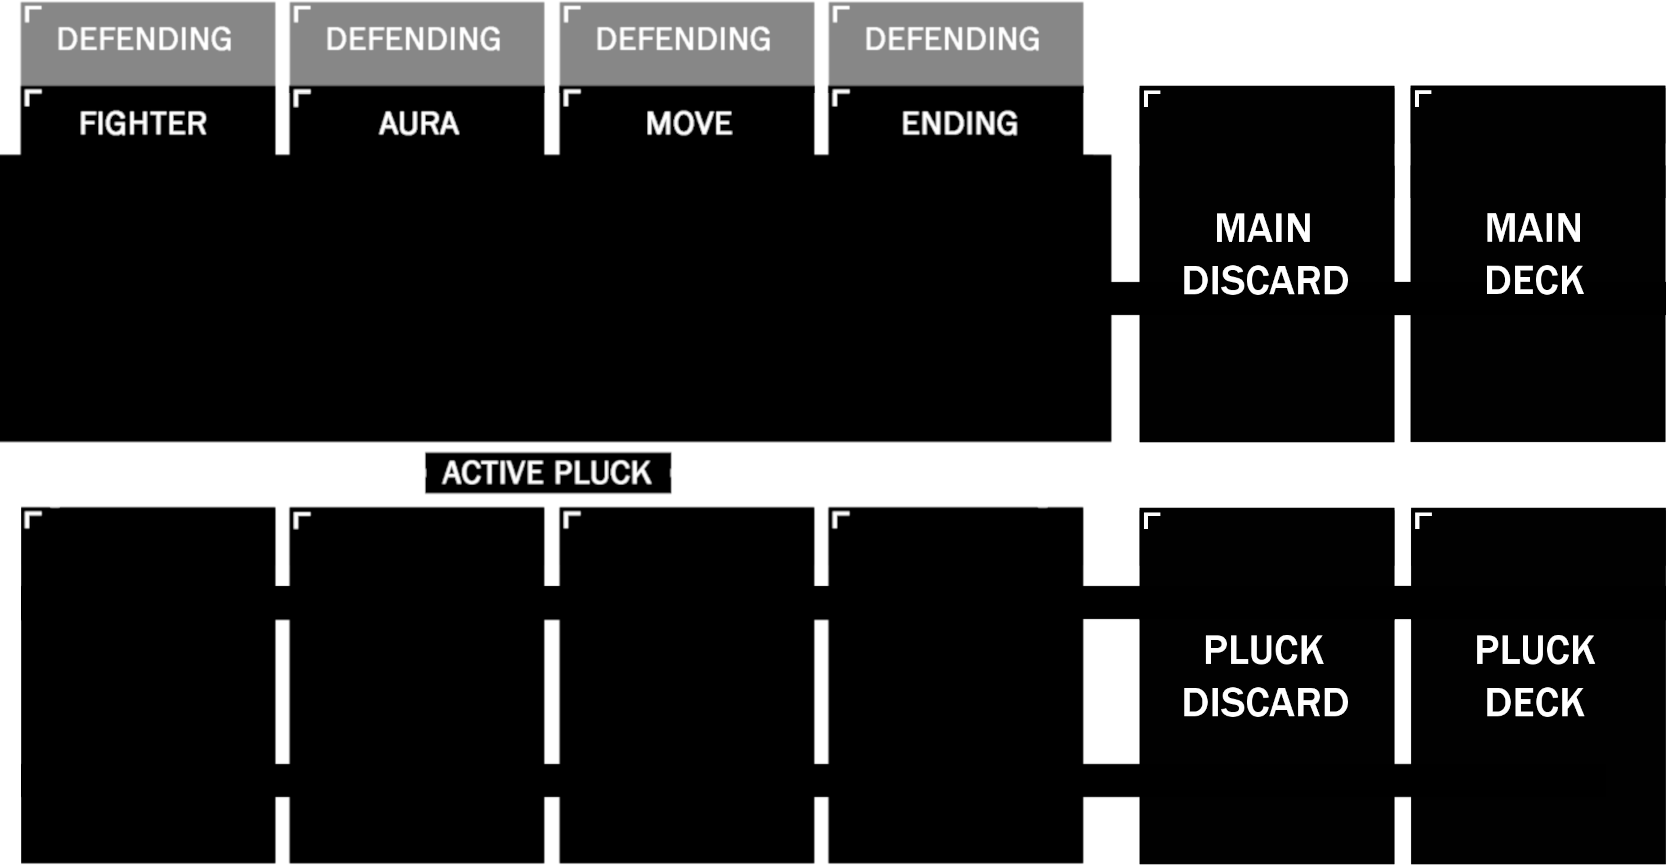 DEFENDING DEFENDING DEFENDING DEFENDING
FIGHTER AURA MOVE ENDING
MAIN
DISCARD
MAIN
DECK
ACTIVE PLUCK
PLUCK
DISCARD
PLUCK
DECK